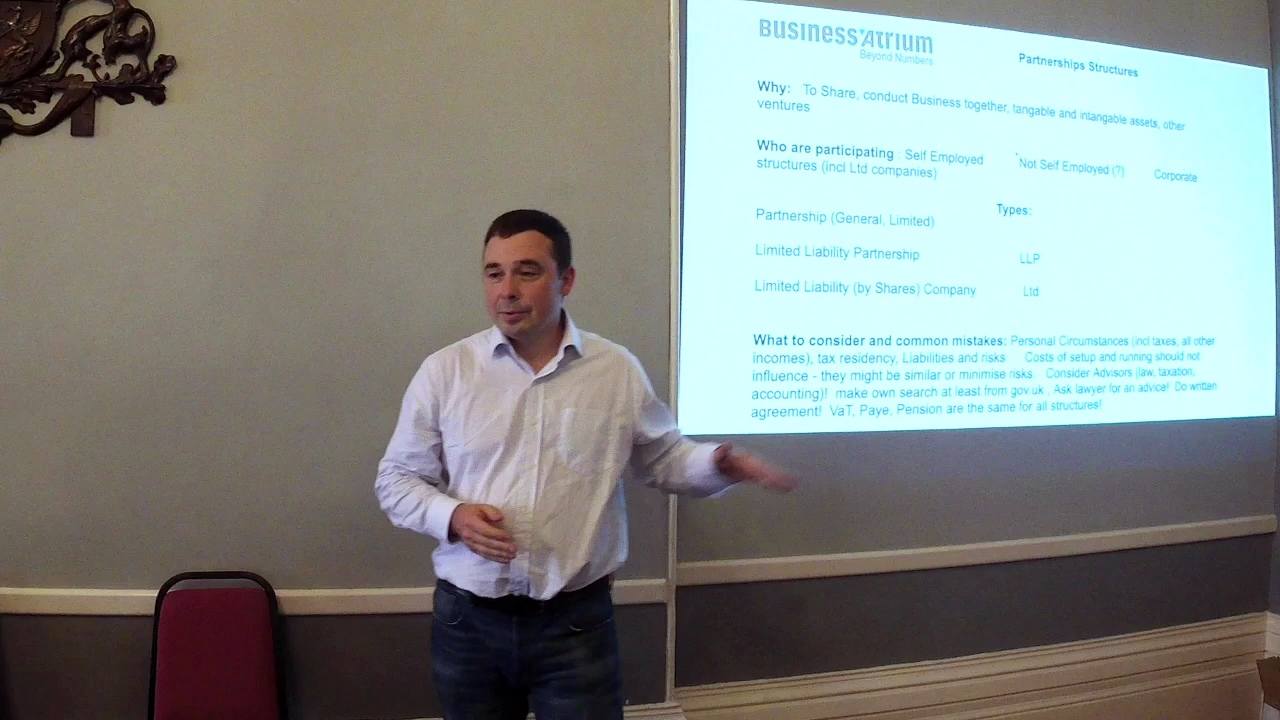 BUSINESS'ATRIUM
Beyond Numbers
Partnerships Structures
Why: To Share, conduct Business together, tangable and intangable assets, other
ventures
Who are participating : Self Employed Not Self Employed (?) Corporate
structures (incl Ltd companies)
Types:
Partnership (General, Limited)
Limited Liability Partnership LLP
Limited Liability (by Shares) Company Ltd
What to consider and common mistakes: Personal Circumstances (incl taxes, all other
incomes), tax residency, Liabilities and risks Costs of setup and running should not
influence - they might be similar or minimise risks. Consider Advisors (law, taxation,
accounting)! make own search at least from gov.uk , Ask lawyer for an advice! Do written
agreement! VaT, Paye, Pension are the same for all structures!